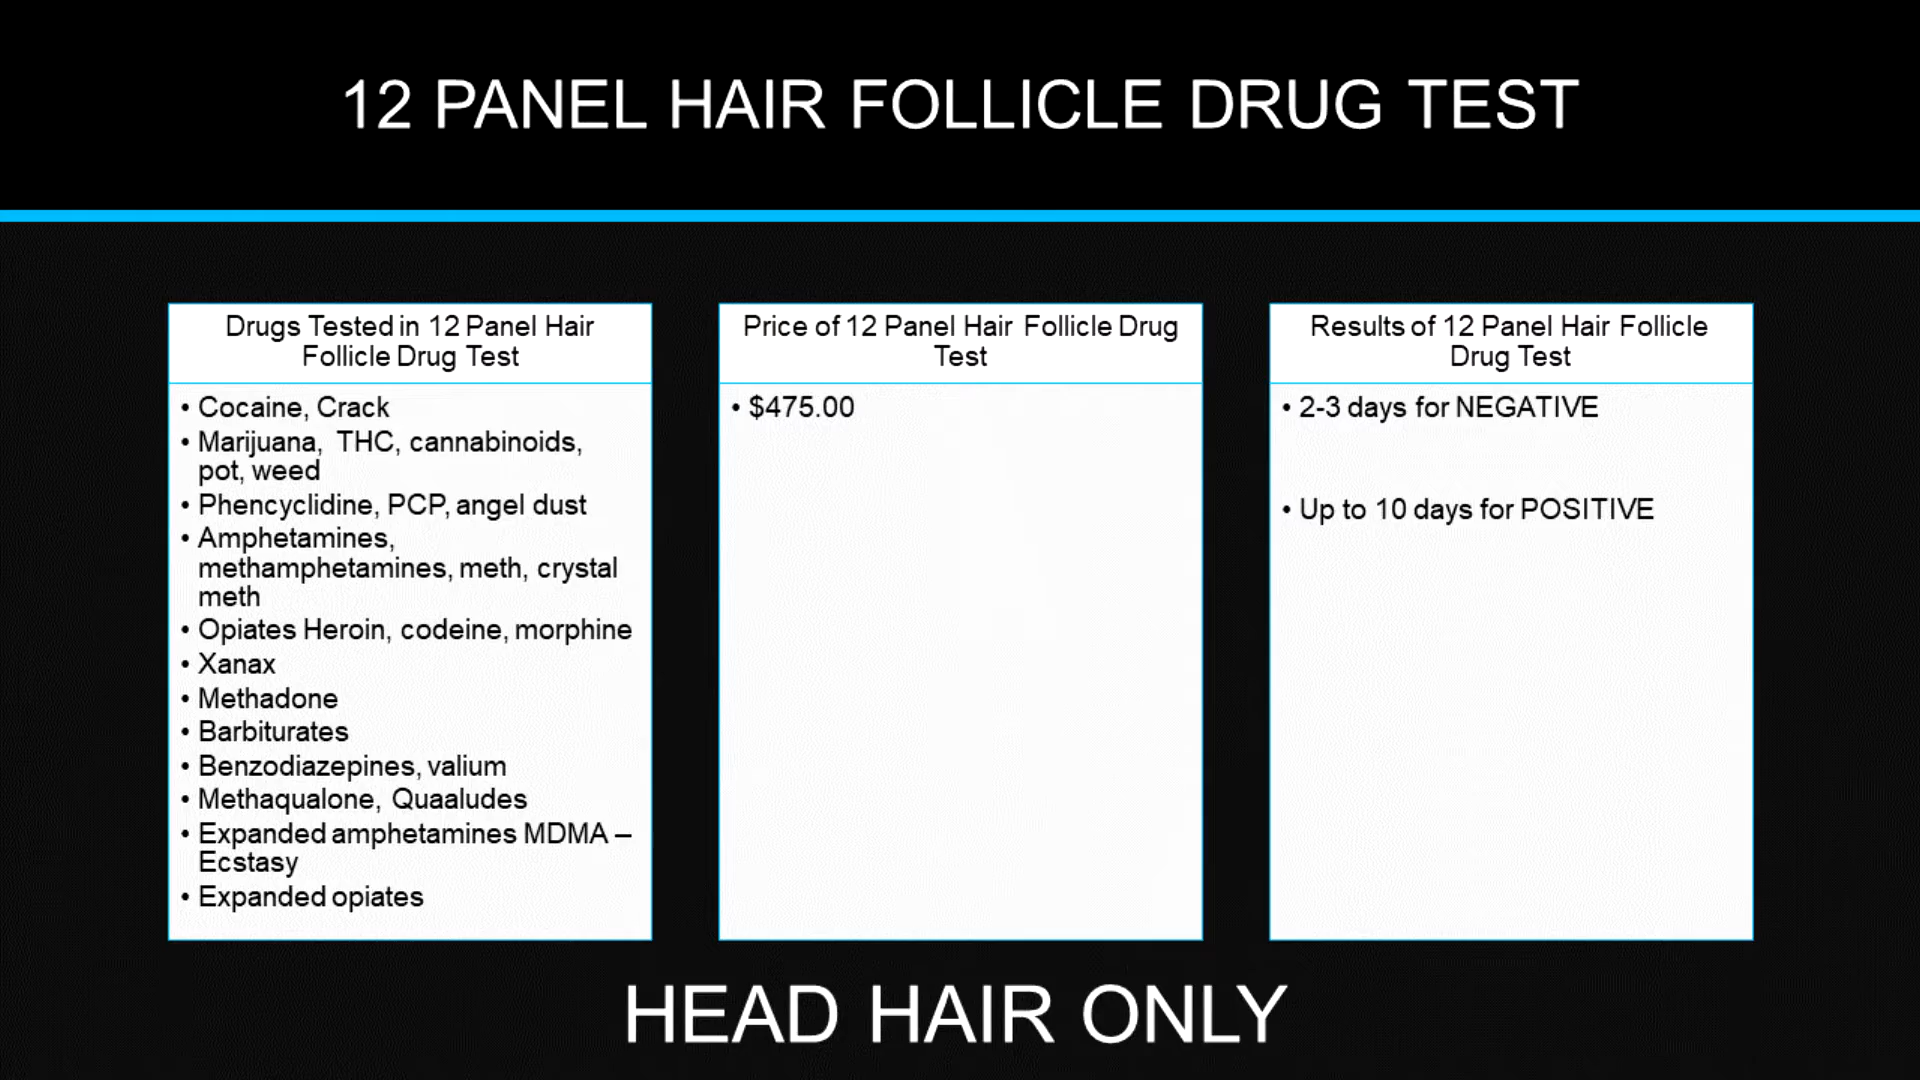 12 PANEL HAIR FOLLICLE DRUG TEST
Drugs Tested in 12 Panel Hair
Follicle Drug Test
• Cocaine, Crack
• Marijuana, THC, cannabinoids,
pot, weed
• Phencyclidine, PCP, angel dust
• Amphetamines,
methamphetamines, meth, crystal
meth
• Opiates Heroin, codeine, morphine
• Xanax
• Methadone
• Barbiturates
• Benzodiazepines, valium
• Methaqualone, Quaaludes
• Expanded amphetamines MDMA –
Ecstasy
• Expanded opiates
Price of 12 Panel Hair Follicle Drug
Test
• $475.00
Results of 12 Panel Hair Follicle
Drug Test
• 2-3 days for NEGATIVE
• Up to 10 days for POSITIVE
HEAD HAIR ONLY